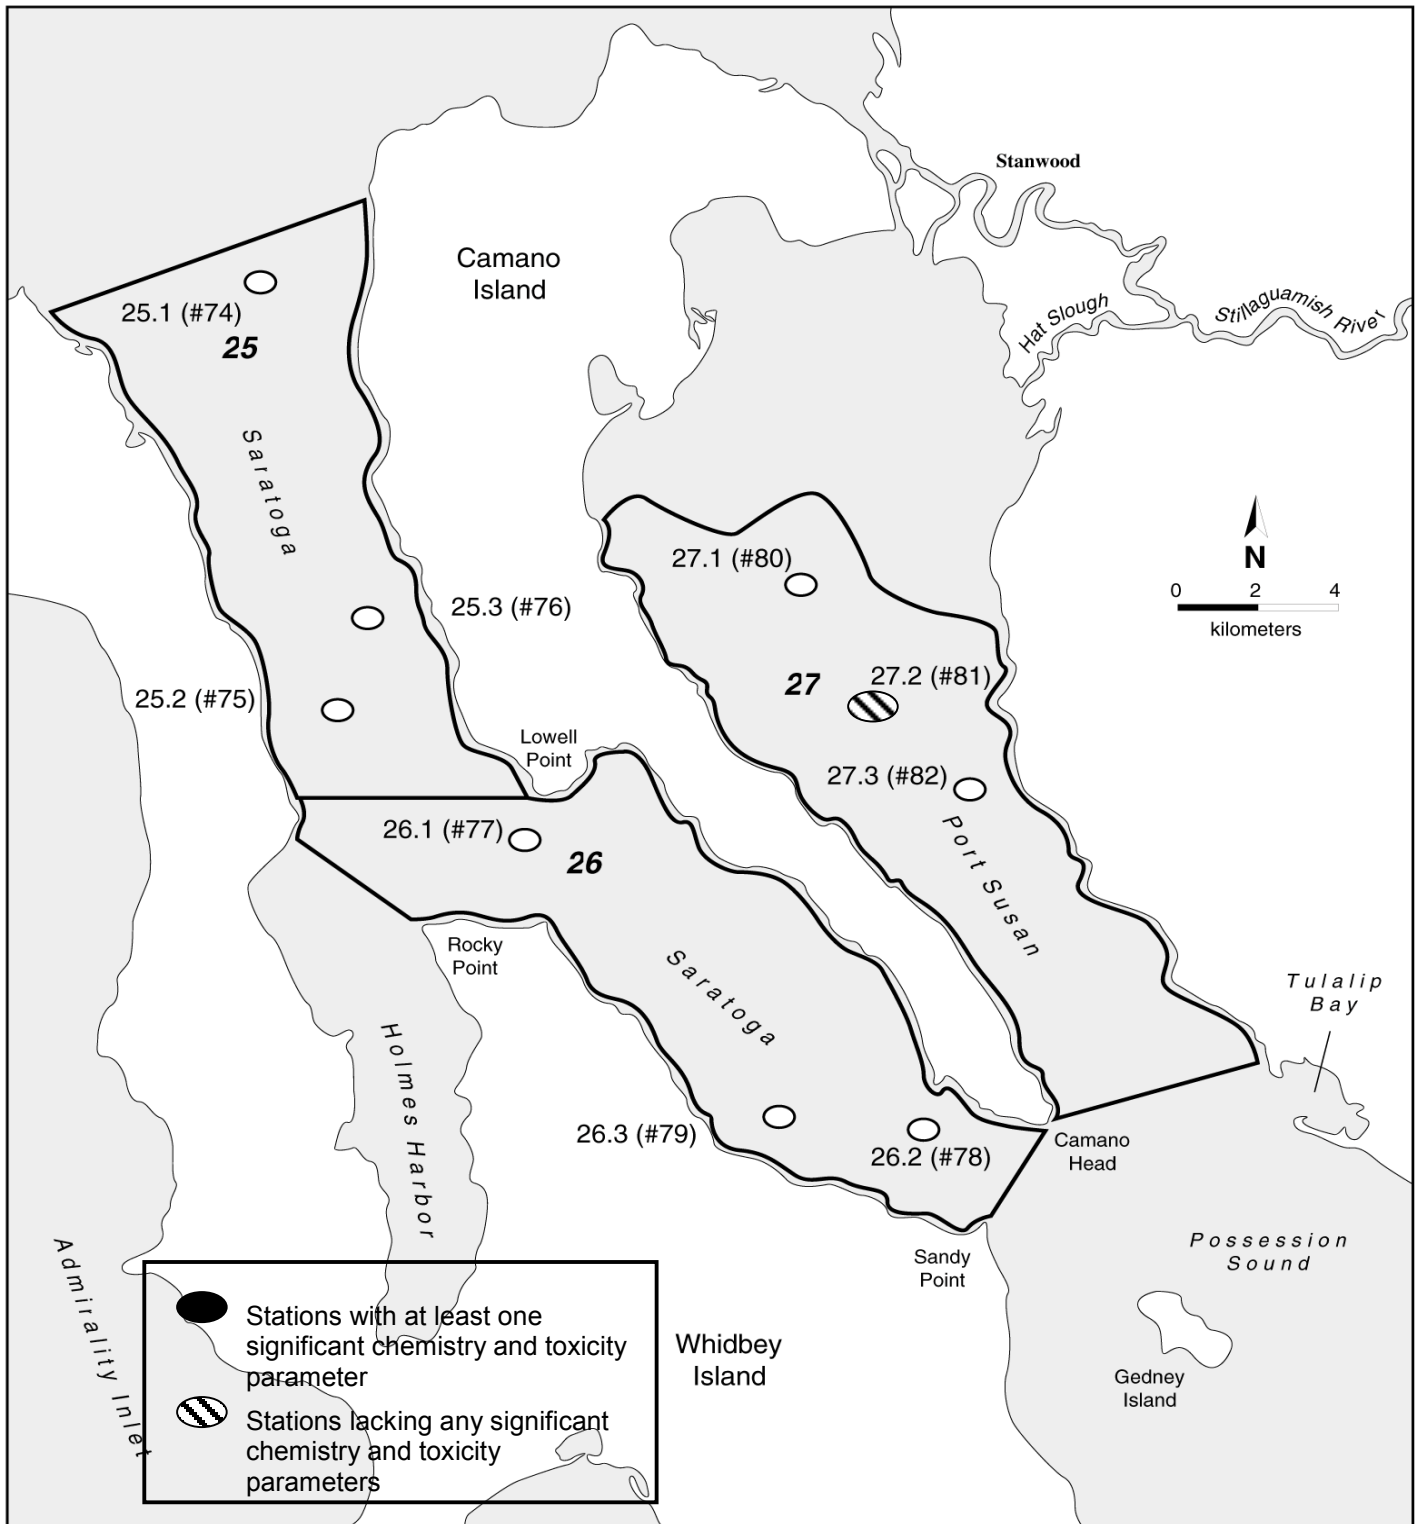 Stanwood
Camano
Island
25.1 (#74)
25
Hat Slough
Stillaguamish River
Saratoga
N
0 2 4
kilometers
27.1 (#80)
25.3 (#76)
27
27.2 (#81)
25.2 (#75)
Lowell
Point
27.3 (#82)
26.1 (#77)
26
Port Susan
Rocky
Point
Saratoga
Tulalip
Bay
Holmes Harbor
26.3 (#79)
26.2 (#78)
Camano
Head
Sandy
Point
Possession
Sound
Admirality Inlet
Stations with at least one
significant chemistry and toxicity
parameter
Stations lacking any significant
chemistry and toxicity
parameters
Whidbey
Island
Gedney
Island